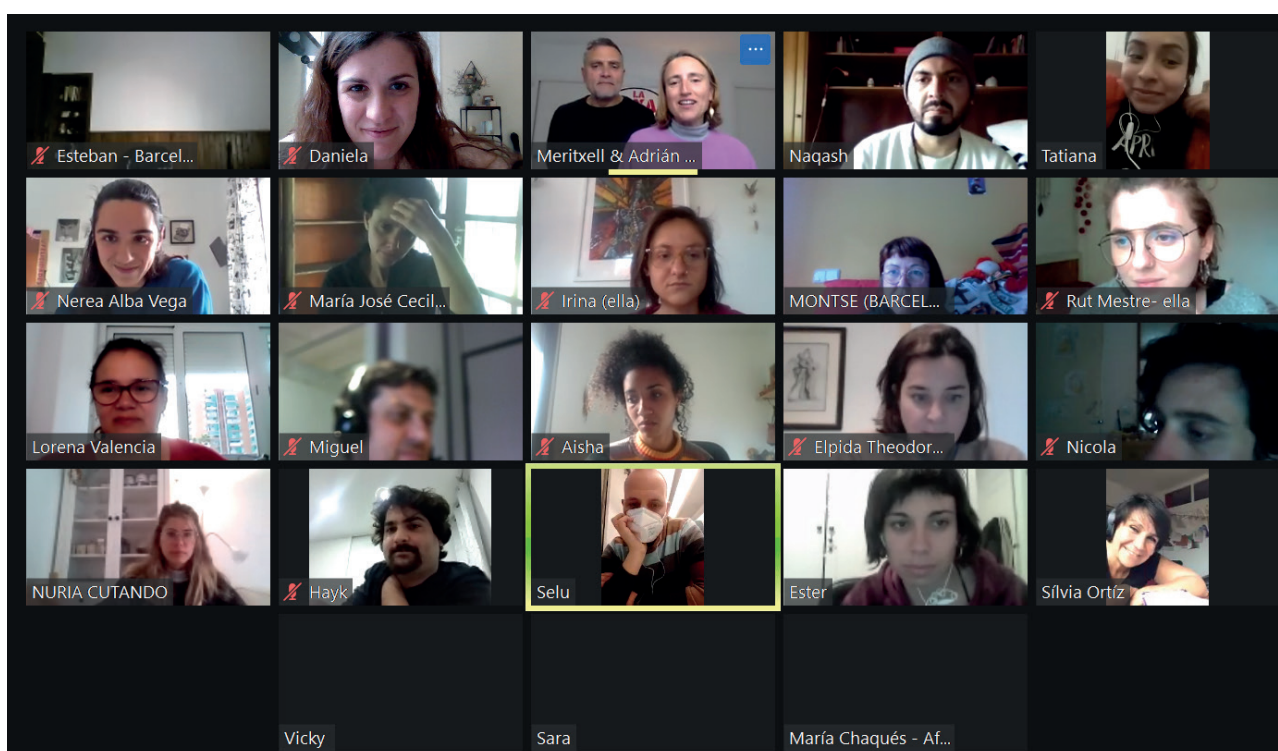 Esteban - Barcel...
Daniela
LA
Meritxell & Adrián ...
Naqash
APR
Tatiana
Nerea Alba Vega
María José Cecil...
Irina (ella)
MONTSE (BARCEL...
Rut Mestre- ella
Lorena Valencia
Miguel
Aisha
Elpida Theodor...
Nicola
NURIA CUTANDO
Hayk
Selu
Ester
Sílvia Ortíz
Vicky
Sara
María Chaqués - Af...